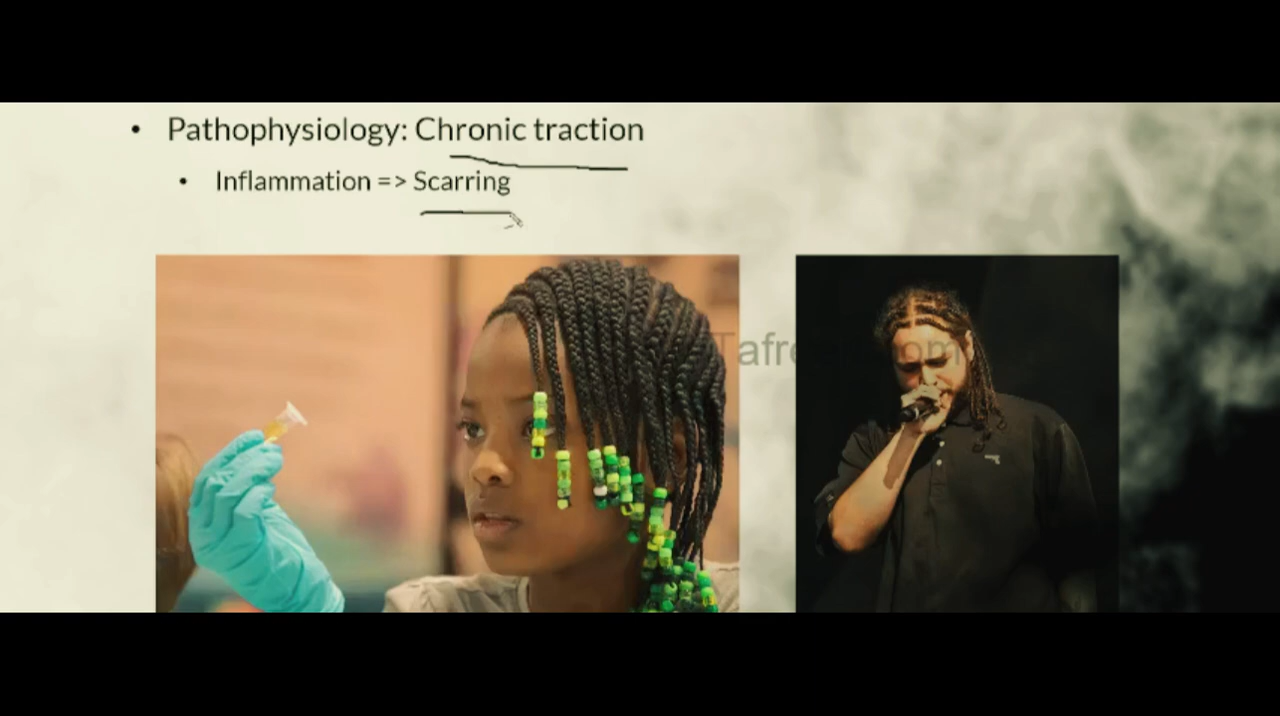 • Pathophysiology: Chronic traction
• Inflammation => Scarring